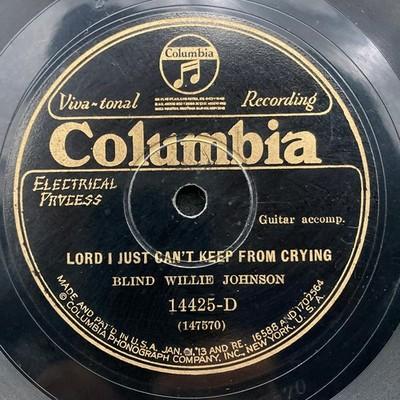 Columbia
Viva-tonal Recording
Columbia
ELECTRICAL
PROCESS
Guitar accomp.
LORD I JUST CAN'T KEEP FROM CRYING
BLIND WILLIE JOHNSON
14425-D
(147570)
MADE AND PAT'D IN U.S.A. JAN. 21,'13 AND RE. 16588 AND 1702564
© COLUMBIA PHONOGRAPH COMPANY, INC., NEW YORK, U.S.A.